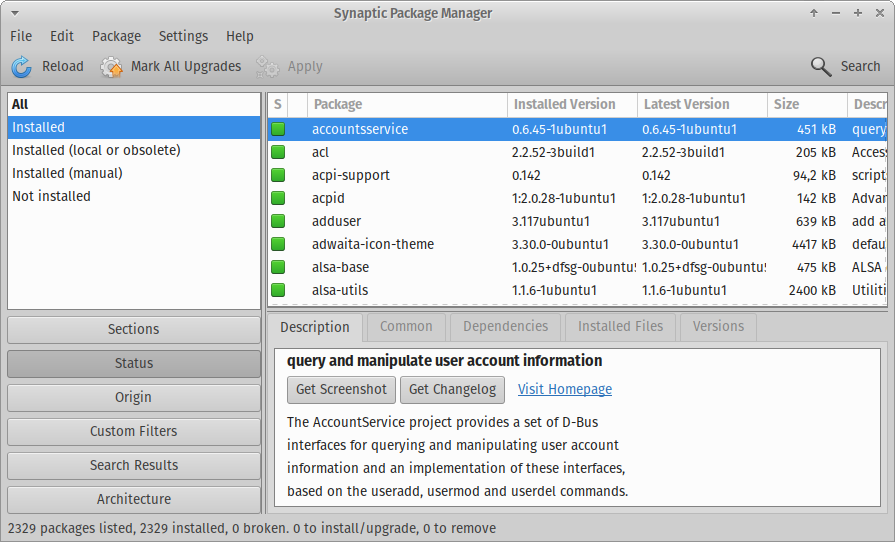 Synaptic Package Manager
File Edit Package Settings Help
Reload Mark All Upgrades Apply Search
All
Installed
Installed (local or obsolete)
Installed (manual)
Not installed
Sections
Status
Origin
Custom Filters
Search Results
Architecture
S Package Installed Version Latest Version Size Descr
accountsservice 0.6.45-1ubuntu1 0.6.45-1ubuntu1 451 kB query
acl 2.2.52-3build1 2.2.52-3build1 205 kB Acces
acpi-support 0.142 0.142 94,2 kB script
acpid 1:2.0.28-1ubuntu1 1:2.0.28-1ubuntu1 142 kB Advan
adduser 3.117ubuntu1 3.117ubuntu1 639 kB add a
adwaita-icon-theme 3.30.0-0ubuntu1 3.30.0-0ubuntu1 4417 kB defau
alsa-base 1.0.25+dfsg-0ubuntu5 1.0.25+dfsg-0ubuntu5 475 kB ALSA
alsa-utils 1.1.6-1ubuntu1 1.1.6-1ubuntu1 2400 kB Utiliti
Description Common Dependencies Installed Files Versions
query and manipulate user account information
Get Screenshot Get Changelog Visit Homepage
The AccountService project provides a set of D-Bus
interfaces for querying and manipulating user account
information and an implementation of these interfaces,
based on the useradd, usermod and userdel commands.
2329 packages listed, 2329 installed, 0 broken. 0 to install/upgrade, 0 to remove